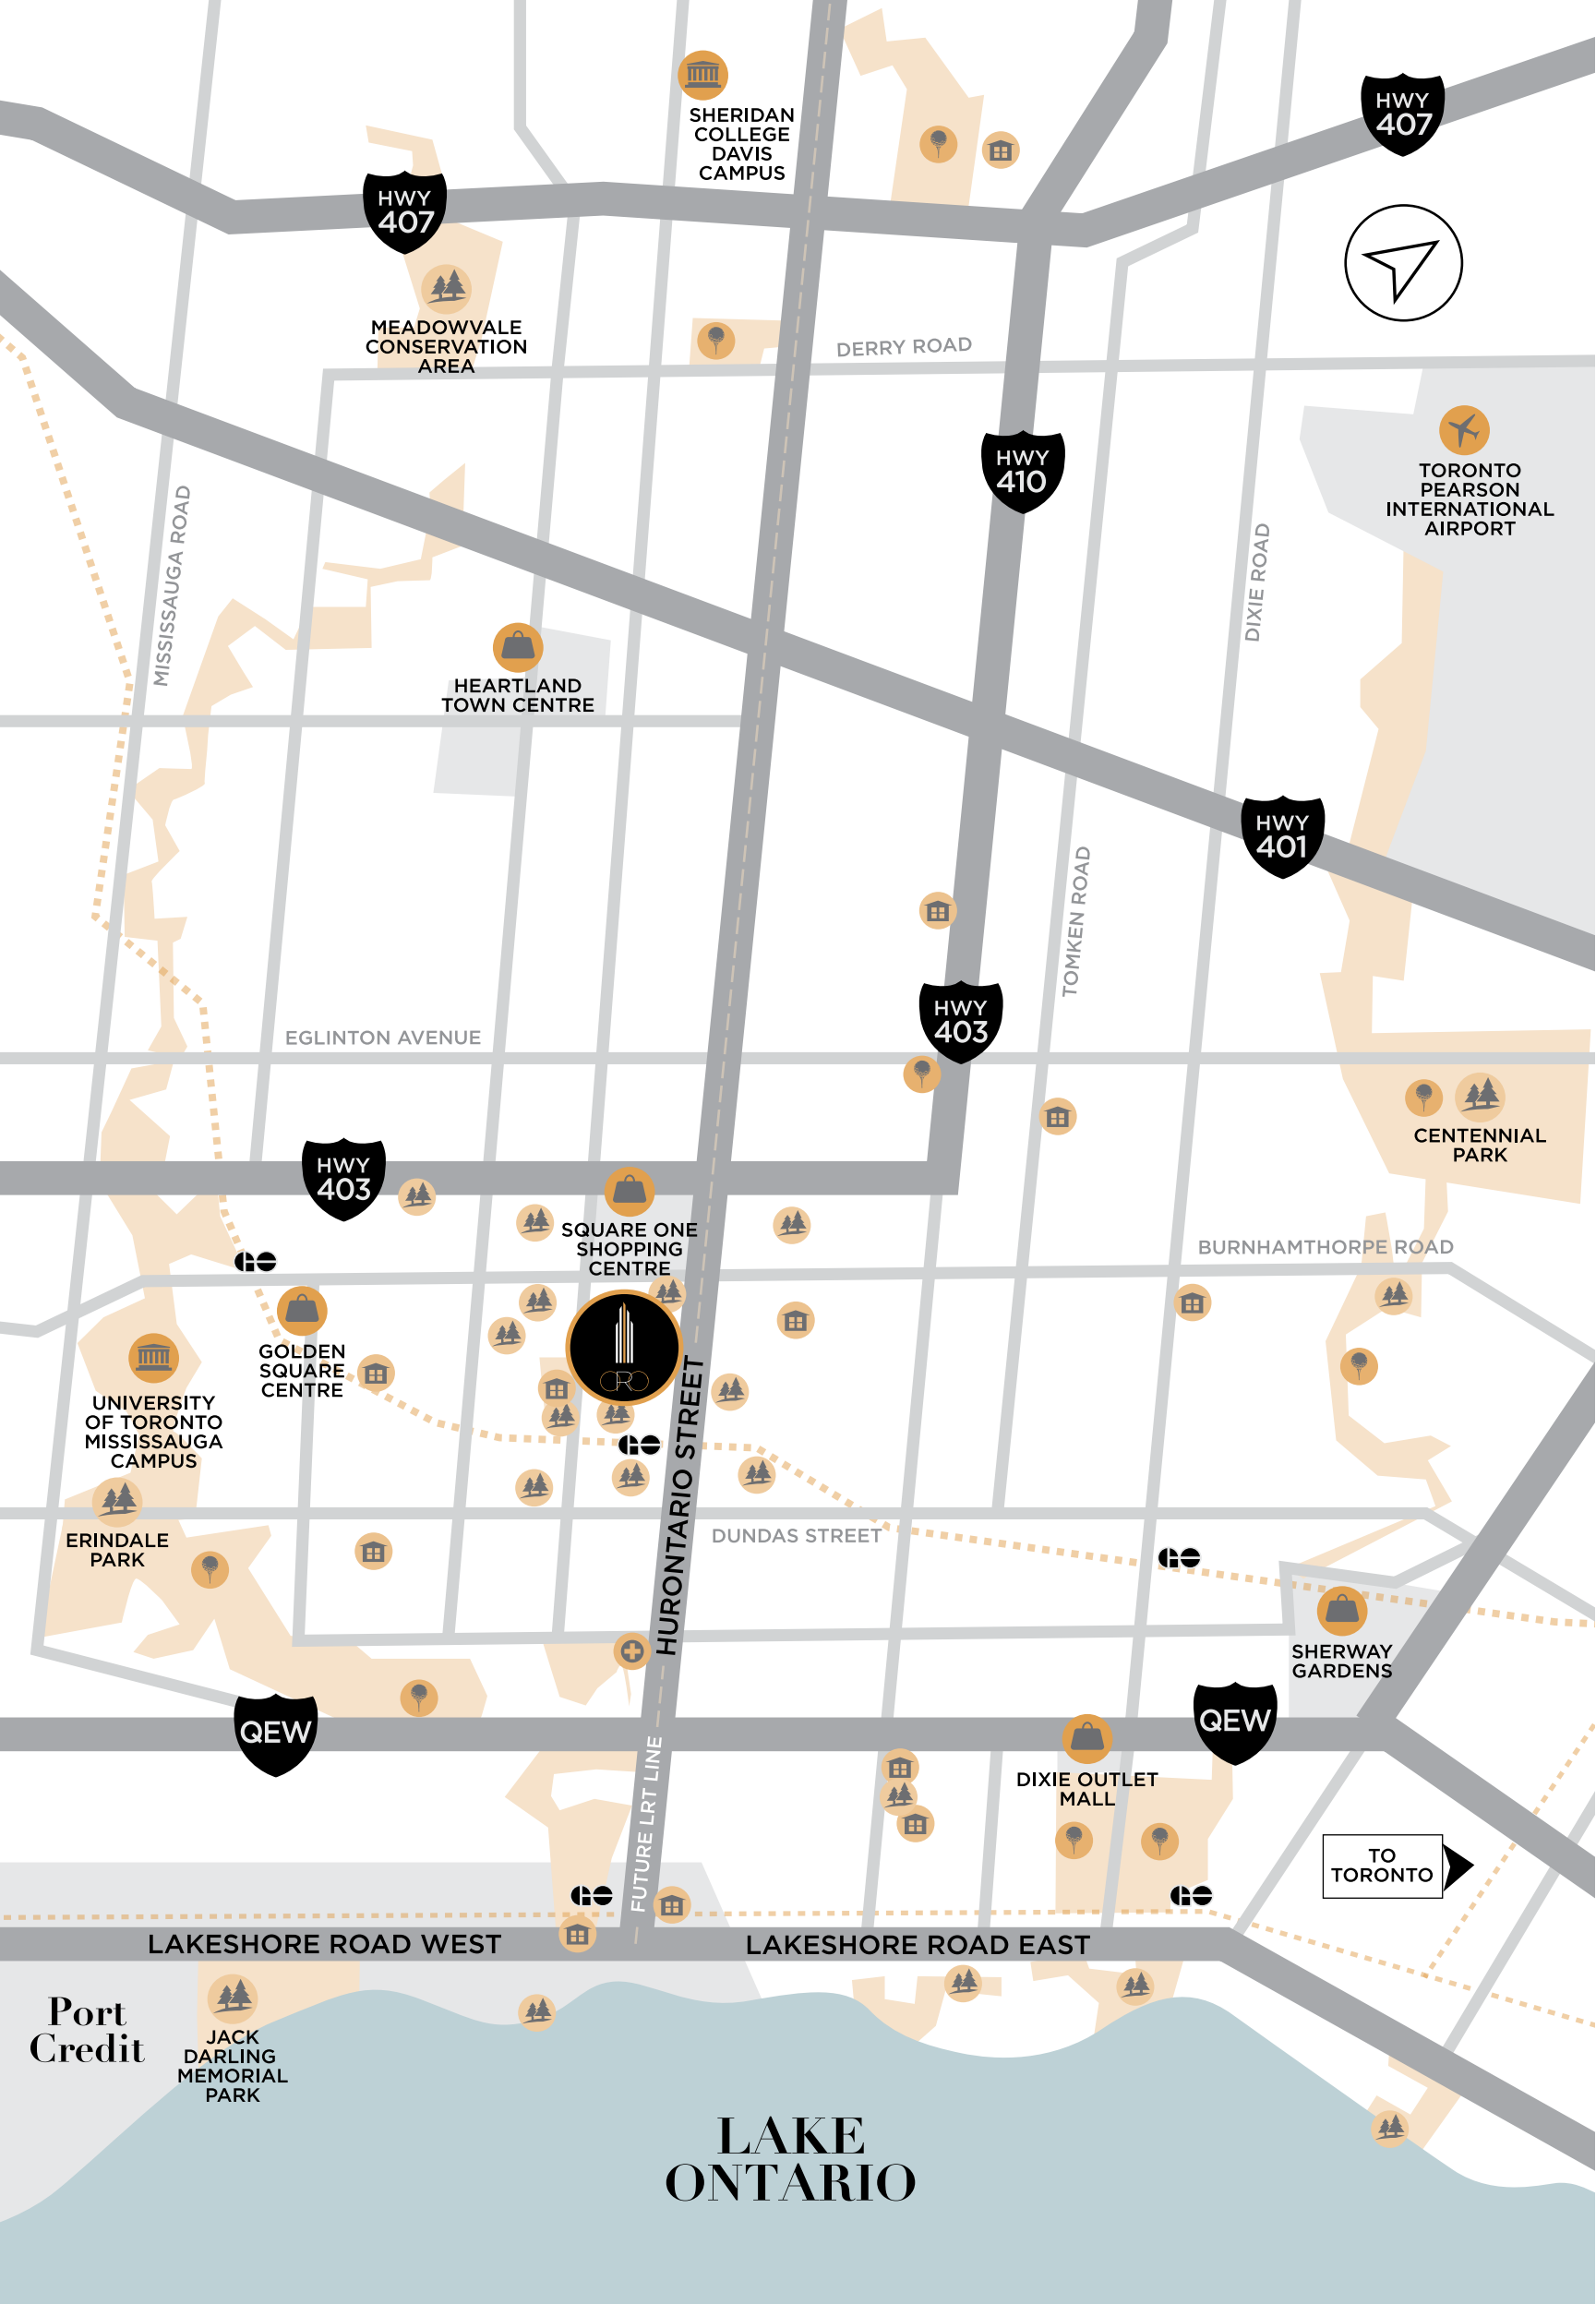 SHERIDAN
COLLEGE
DAVIS
CAMPUS
HWY
407
HWY
407
MEADOWVALE
CONSERVATION
AREA
DERRY ROAD
HWY
410
TORONTO
PEARSON
INTERNATIONAL
AIRPORT
MISSISSAUGA ROAD
DIXIE ROAD
HEARTLAND
TOWN CENTRE
HWY
401
TOMKEN ROAD
HWY
403
EGLINTON AVENUE
CENTENNIAL
PARK
HWY
403
SQUARE ONE
SHOPPING
CENTRE
BURNHAMTHORPE ROAD
GO
GOLDEN
SQUARE
CENTRE
ORO
UNIVERSITY
OF TORONTO
MISSISSAUGA
CAMPUS
GO
HURONTARIO STREET
ERINDALE
PARK
DUNDAS STREET
GO
SHERWAY
GARDENS
QEW
QEW
FUTURE LRT LINE
DIXIE OUTLET
MALL
TO
TORONTO
GO
GO
LAKESHORE ROAD WEST
LAKESHORE ROAD EAST
Port
Credit
JACK
DARLING
MEMORIAL
PARK
LAKE
ONTARIO